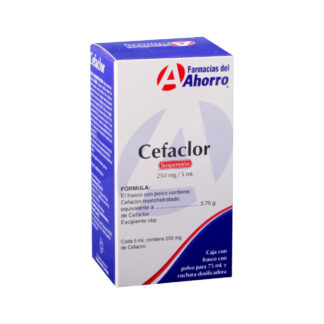 Farmacias del
Ahorro
Cefaclor
Suspensión
250 mg / 5 mL
FÓRMULA:
El frasco con polvo contiene:
Cefaclor monohidratado
equivalente a 3.75 g
de Cefaclor
Excipiente cbp
Cada 5 mL contiene 250 mg
de Cefaclor.
Caja con
frasco con
polvo para 75 mL y
cuchara dosificadora
Cefaclor